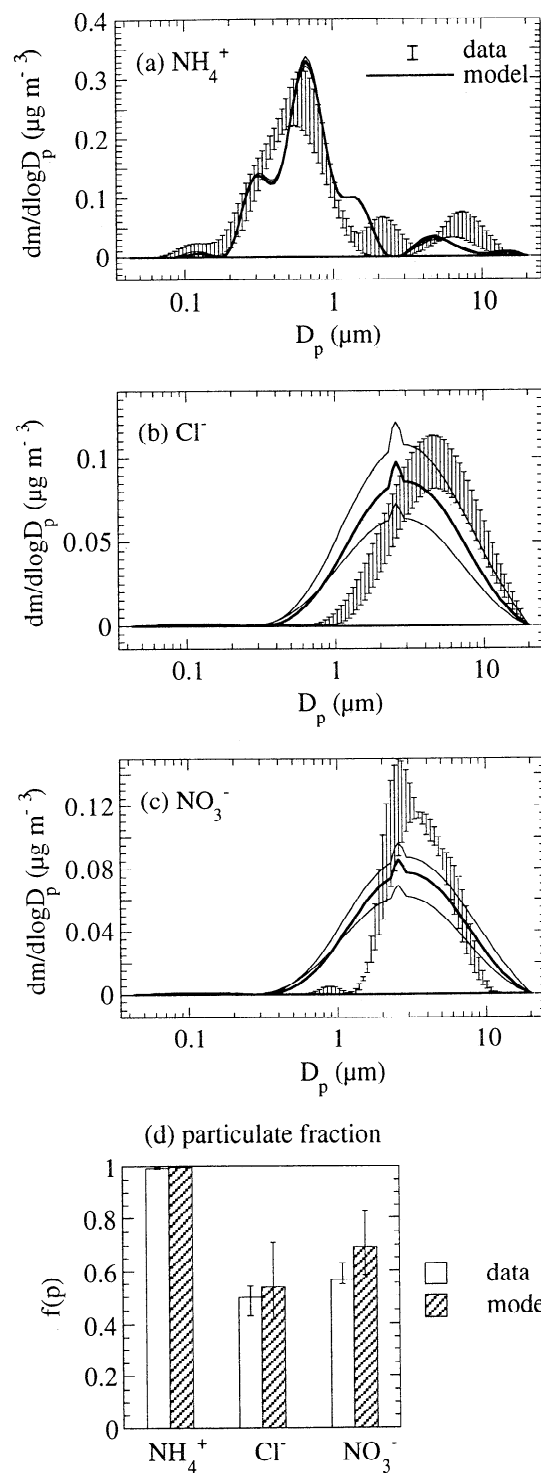 0.4
(a) NH₄⁺
data
model
0.3
0.2
0.1
0
dm/dlogDₚ (µg m⁻³)
0.1 1 10
Dₚ (µm)
(b) Cl⁻
0.1
0.05
0
dm/dlogDₚ (µg m⁻³)
0.1 1 10
Dₚ (µm)
(c) NO₃⁻
0.12
0.08
0.04
0
dm/dlogDₚ (µg m⁻³)
0.1 1 10
Dₚ (µm)
(d) particulate fraction
1
0.8
0.6
0.4
0.2
0
f(p)
data
mode
NH₄⁺ Cl⁻ NO₃⁻